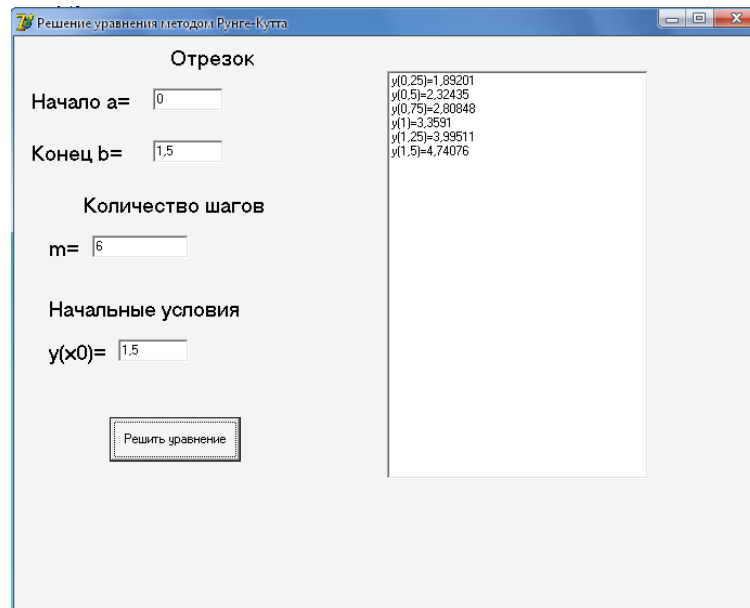 Решение уравнения методом Рунге-Кутта
Отрезок
Начало a= 0
Конец b= 1,5
Количество шагов
m= 6
Начальные условия
y(x0)= 1,5
Решить уравнение
y(0,25)=1,89201
y(0,5)=2,32435
y(0,75)=2,80848
y(1)=3,3591
y(1,25)=3,99511
y(1,5)=4,74076